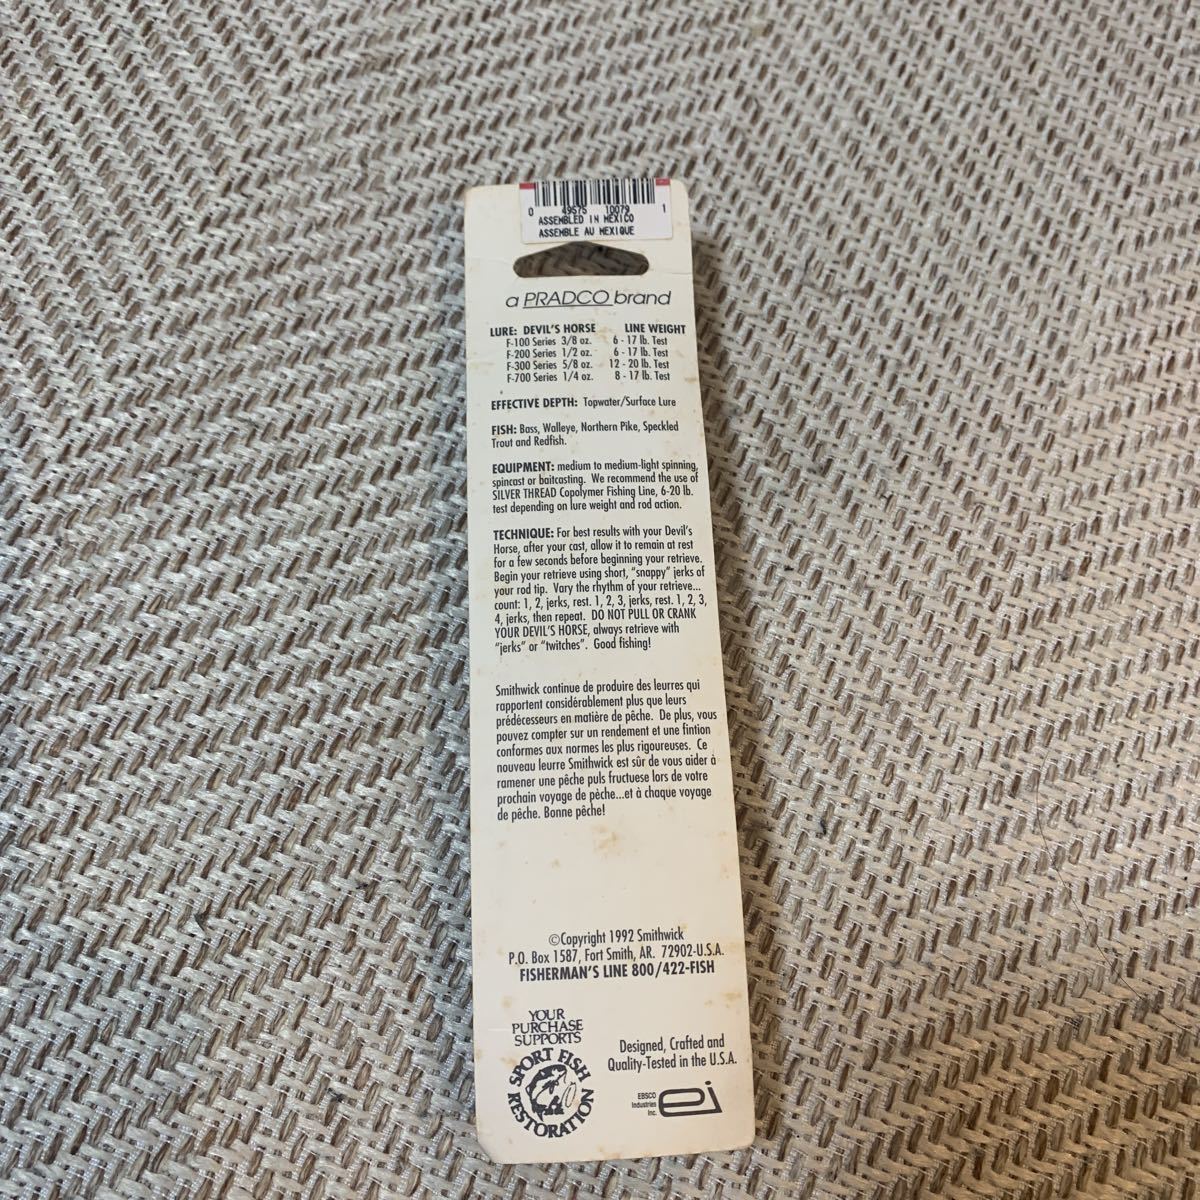 0 49575 10079 1
ASSEMBLED IN MEXICO
ASSEMBLE AU MEXIQUE
a PRADCO brand
LURE: DEVIL'S HORSE LINE WEIGHT
F-100 Series 3/8 oz. 6 - 17 lb. Test
F-200 Series 1/2 oz. 6 - 17 lb. Test
F-300 Series 5/8 oz. 12 - 20 lb. Test
F-700 Series 1/4 oz. 8 - 17 lb. Test
EFFECTIVE DEPTH: Topwater/Surface Lure
FISH: Bass, Walleye, Northern Pike, Speckled
Trout and Redfish.
EQUIPMENT: medium to medium-light spinning,
spincast or baitcasting. We recommend the use of
SILVER THREAD Copolymer Fishing Line, 6-20 lb.
test depending on lure weight and rod action.
TECHNIQUE: For best results with your Devil's
Horse, after your cast, allow it to remain at rest
for a few seconds before beginning your retrieve.
Begin your retrieve using short, "snappy" jerks of
your rod tip. Vary the rhythm of your retrieve...
count: 1, 2, jerks, rest. 1, 2, 3, jerks, rest. 1, 2, 3,
4, jerks, then repeat. DO NOT PULL OR CRANK
YOUR DEVIL'S HORSE, always retrieve with
"jerks" or "twitches". Good fishing!
Smithwick continue de produire des leurres qui
rapportent considérablement plus que leurs
prédécesseurs en matière de pêche. De plus, vous
pouvez compter sur un rendement et une fintion
conformes aux normes les plus rigoureuses. Ce
nouveau leurre Smithwick est sûr de vous aider à
ramener une pêche puls fructuese lors de votre
prochain voyage de pèche...et à chaque voyage
de pêche. Bonne pêche!
©Copyright 1992 Smithwick
P.O. Box 1587, Fort Smith, AR. 72902-U.S.A.
FISHERMAN'S LINE 800/422-FISH
YOUR
PURCHASE
SUPPORTS
SPORT FISH
RESTORATION
Designed, Crafted and
Quality-Tested in the U.S.A.
EBSCO
Industries
Inc.
ei